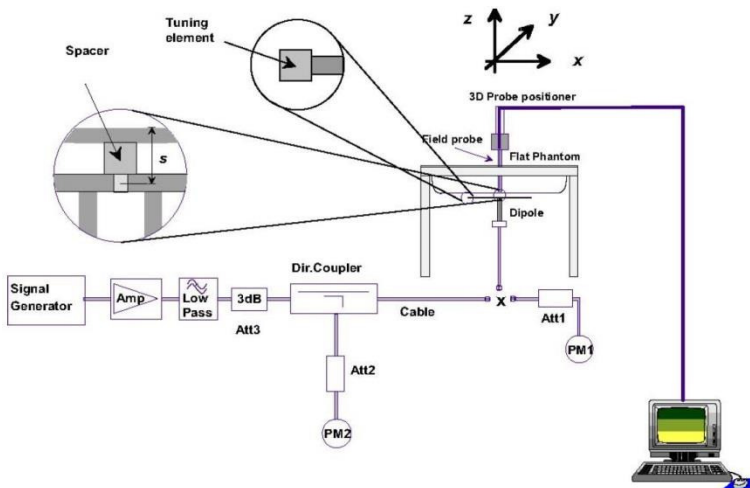 Tuning
element
Spacer
s
z
y
x
3D Probe positioner
Field probe
Flat Phantom
Dipole
Signal
Generator
Amp
Low
Pass
3dB
Att3
Dir.Coupler
Cable
x
Att1
PM1
Att2
PM2